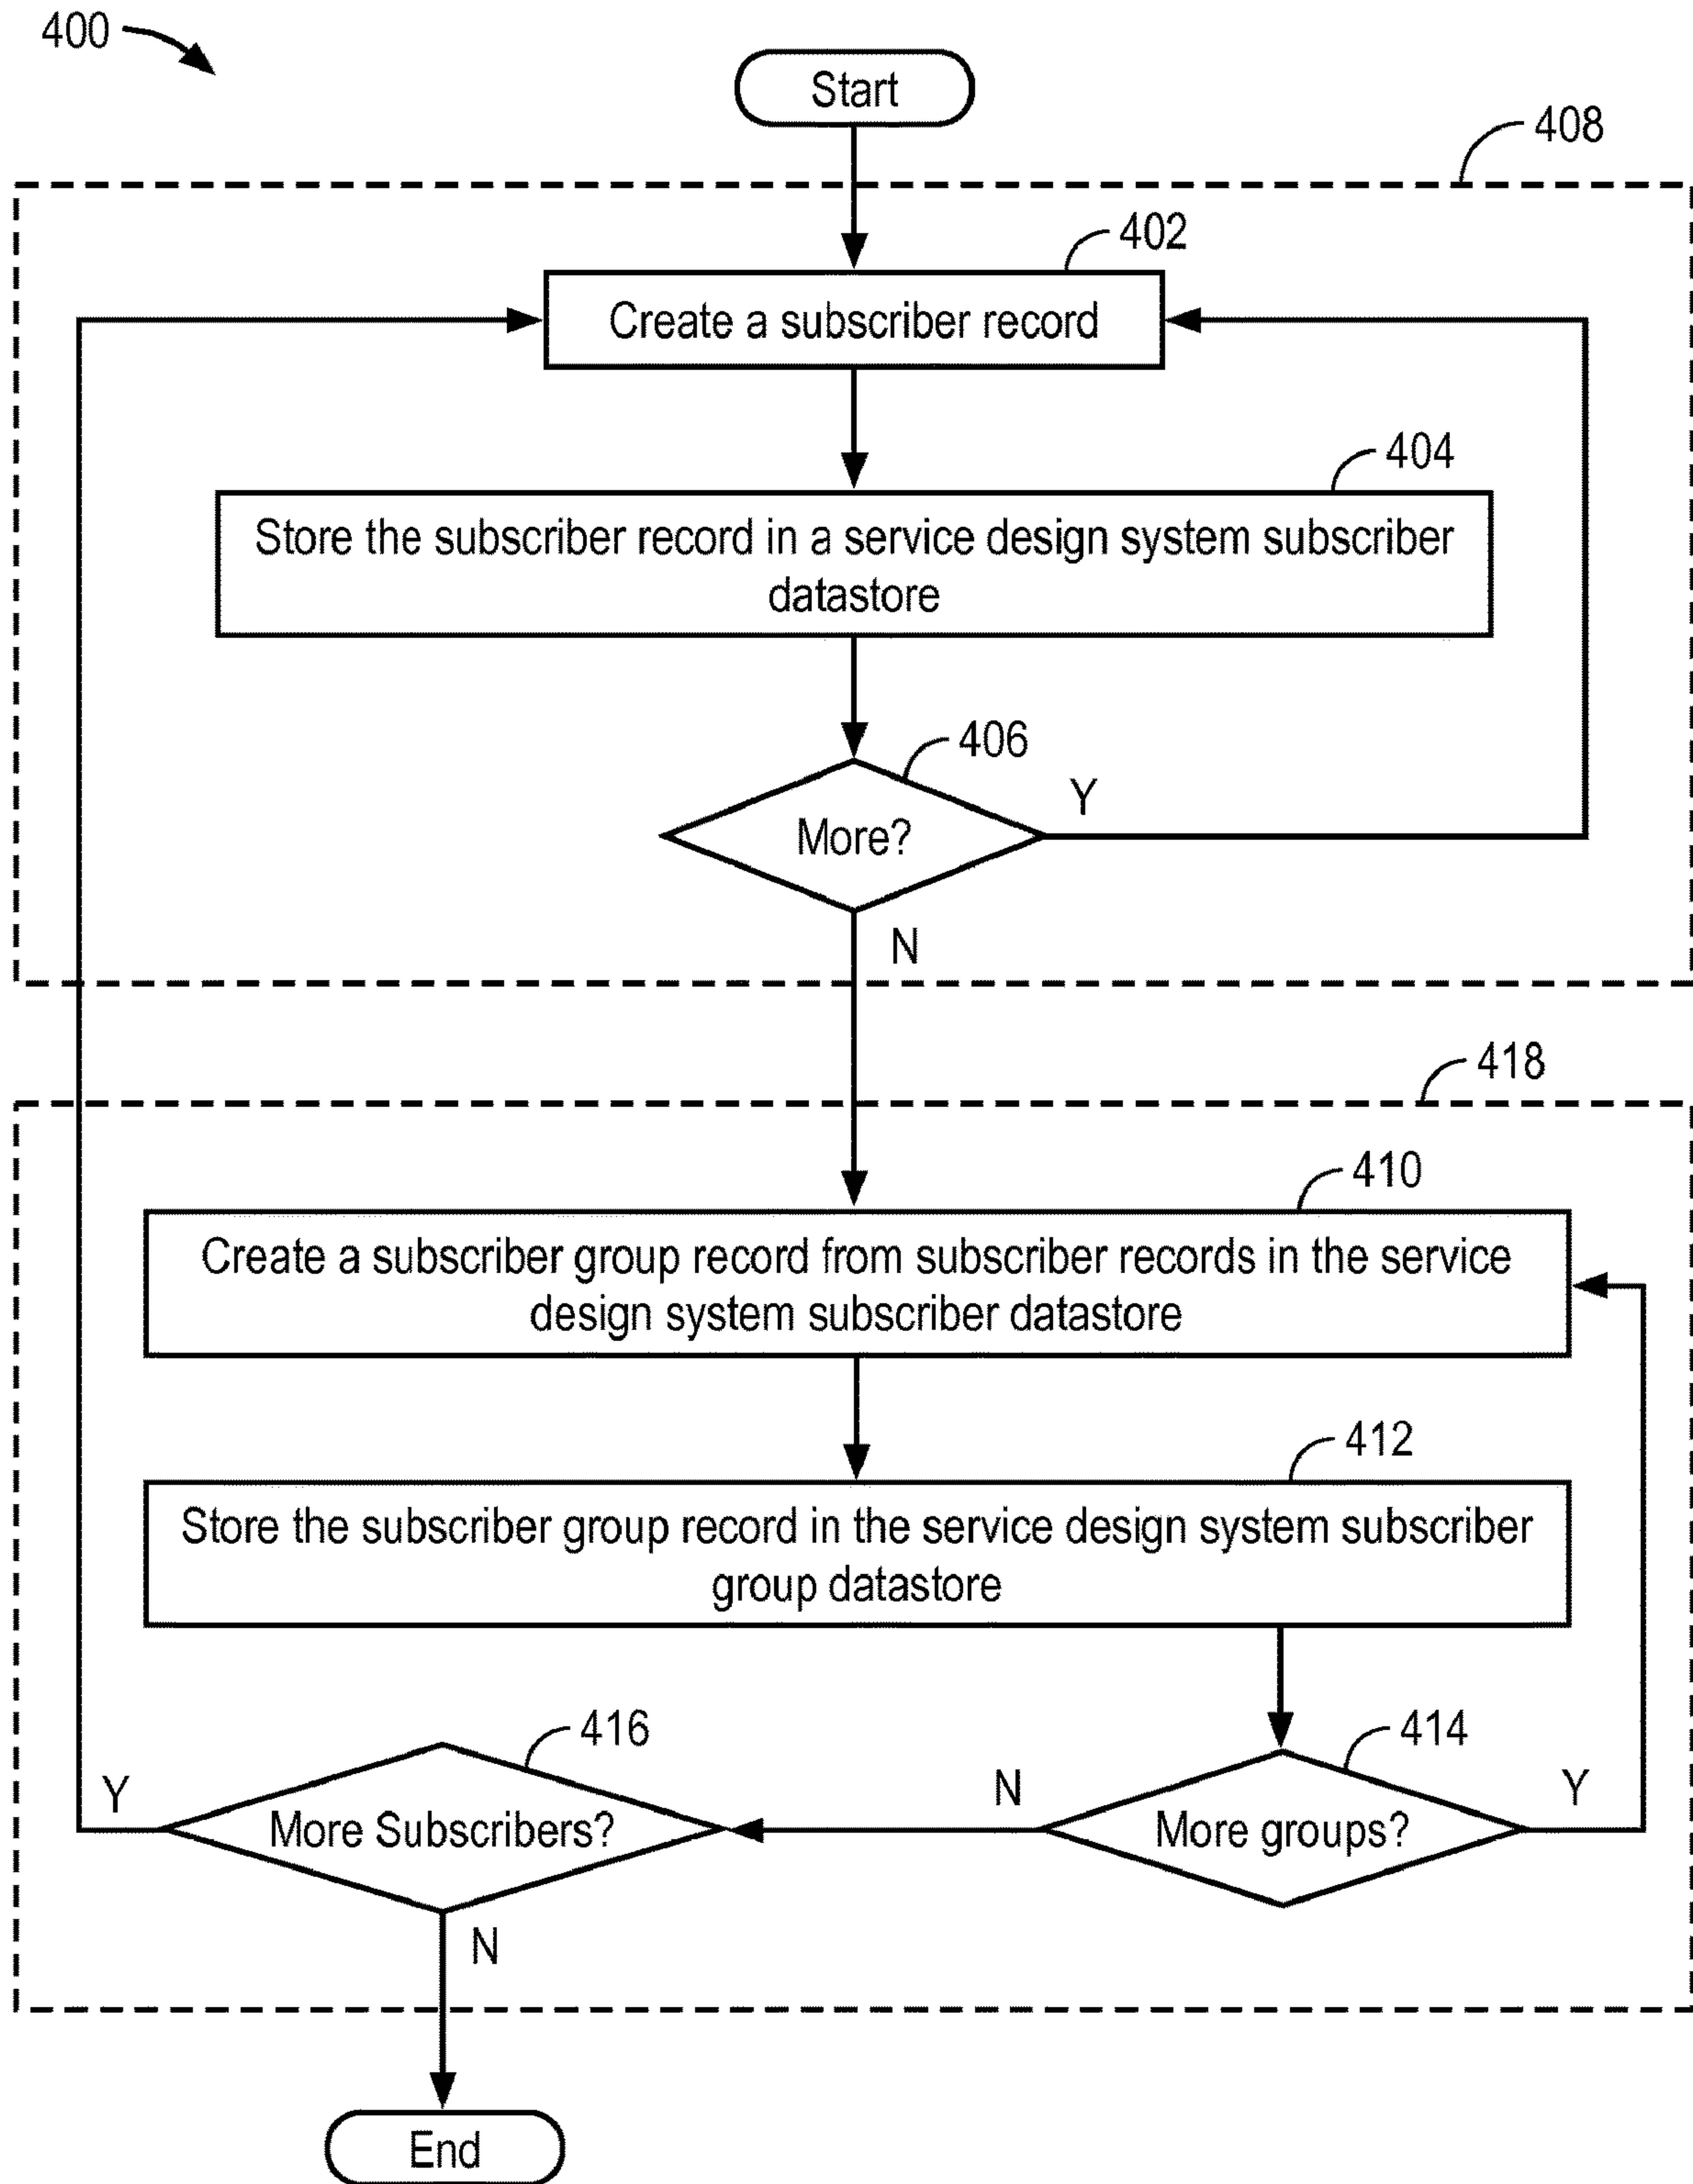 400
Start
408
402
Create a subscriber record
404
Store the subscriber record in a service design system subscriber
datastore
406
More?
Y
N
418
410
Create a subscriber group record from subscriber records in the service
design system subscriber datastore
412
Store the subscriber group record in the service design system subscriber
group datastore
416
414
Y
More Subscribers?
N
More groups?
Y
N
End